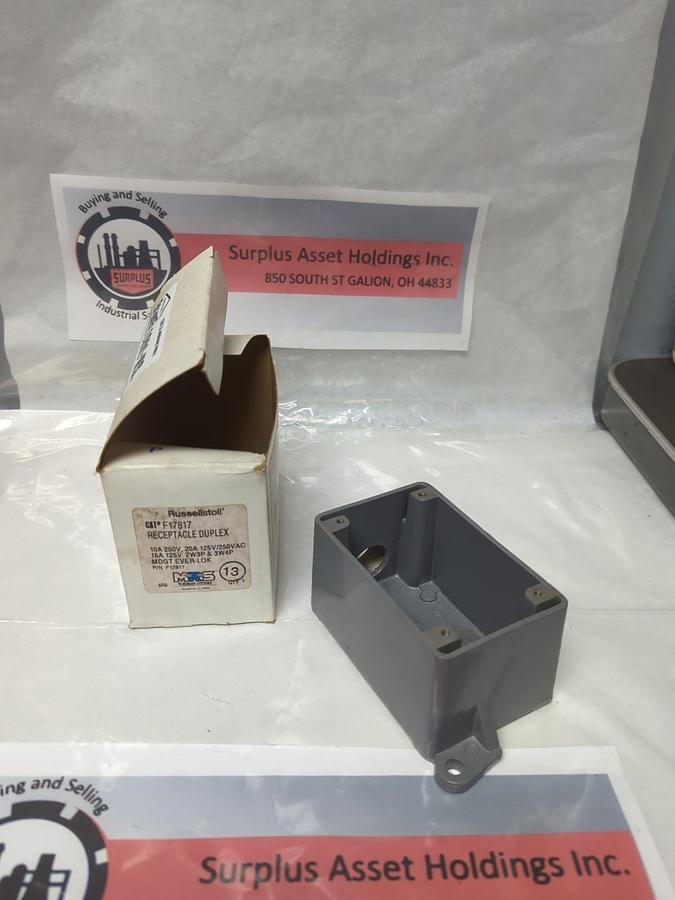 Buying and Selling
SURPLUS
Surplus Asset Holdings Inc.
850 SOUTH ST GALION, OH 44833
Industrial S
Russellstoll
CAT# F17817
RECEPTACLE DUPLEX
10A 250V, 20A 125V/250VAC
15A 125V 2W3P & 3W4P
MDGT EVER-LOK
P/N F17817
13
QTY 1
ing and Selling
Surplus Asset Holdings Inc.